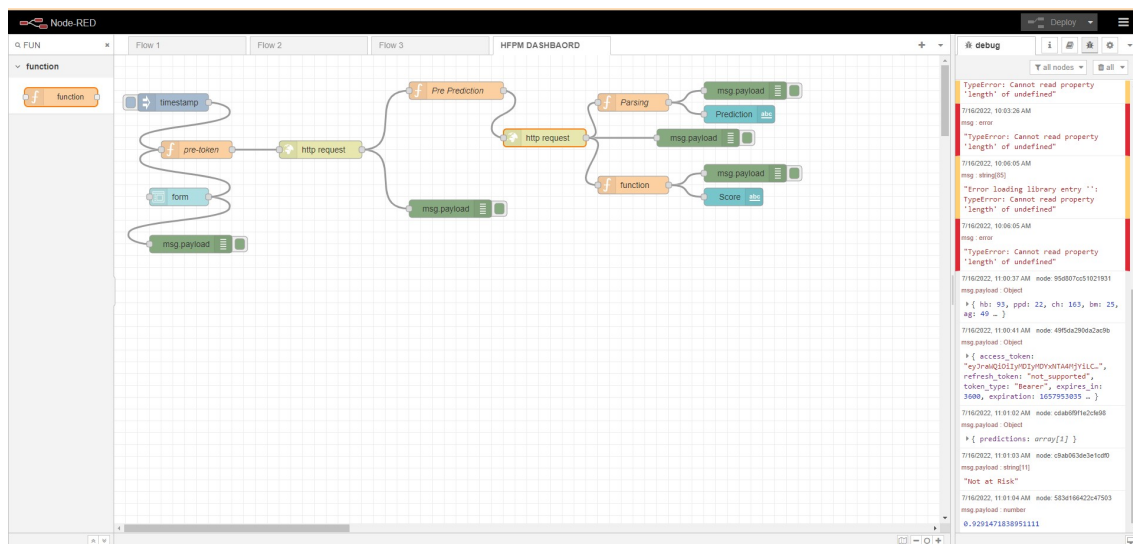 Node-RED
Deploy
FUN
Flow 1
Flow 2
Flow 3
HFPM DASHBAORD
debug
i
all nodes
all
function
f function
timestamp
f pre-token
form
msg.payload
http request
f Pre Prediction
msg.payload
http request
f Parsing
msg.payload
Prediction abc
msg.payload
f function
msg.payload
Score abc
TypeError: Cannot read property
'length' of undefined"
7/16/2022, 10:03:26 AM
msg : error
"TypeError: Cannot read property
'length' of undefined"
7/16/2022, 10:06:05 AM
msg : string[85]
"Error loading library entry '':
TypeError: Cannot read property
'length' of undefined"
7/16/2022, 10:06:05 AM
msg : error
"TypeError: Cannot read property
'length' of undefined"
7/16/2022, 11:00:37 AM node: 95d807cc51021931
msg.payload : Object
{ hb: 93, ppd: 22, ch: 163, bm: 25,
ag: 49 … }
7/16/2022, 11:00:41 AM node: 49f5da290da2ac9b
msg.payload : Object
{ access_token:
refresh_token: "not_supported",
token_type: "Bearer", expires_in:
3600, expiration: 1657953035 … }
7/16/2022, 11:01:02 AM node: cdab6f9f1e2cfe98
msg.payload : Object
{ predictions: array[1] }
7/16/2022, 11:01:03 AM node: c9ab063de3e1cdf0
msg.payload : string[11]
"Not at Risk"
7/16/2022, 11:01:04 AM node: 583d166422c47503
msg.payload : number
0.9291471838951111